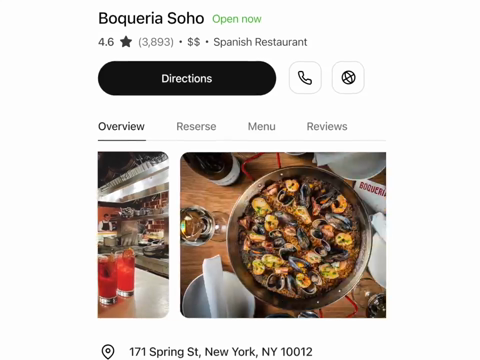 Boqueria Soho Open now
4.6 ★ (3,893) • $$ • Spanish Restaurant
Directions
Overview Reserse Menu Reviews
BOQUERIA
171 Spring St, New York, NY 10012